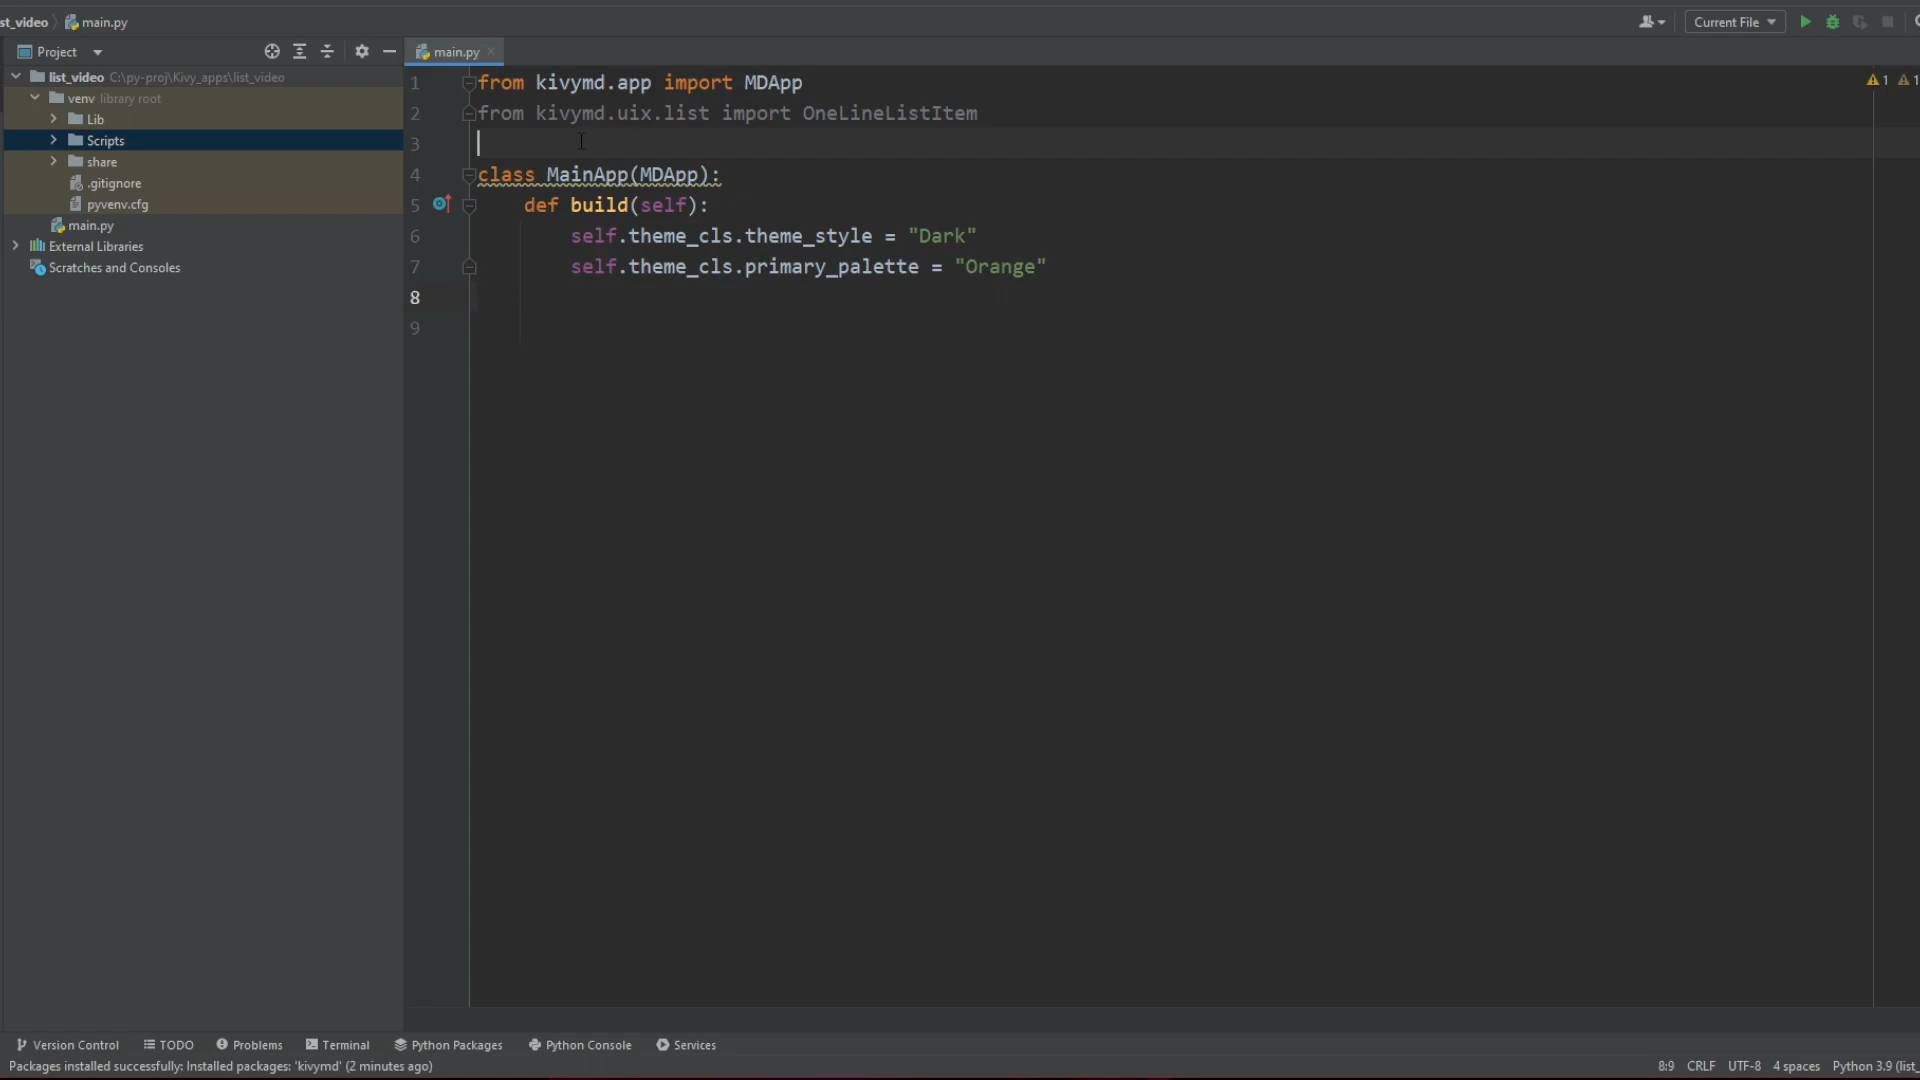 st_video main.py Current File
Project main.py
list_video C:\py-proj\Kivy_apps\list_video
venv library root
Lib
Scripts
share
.gitignore
pyvenv.cfg
main.py
External Libraries
Scratches and Consoles
1 from kivymd.app import MDApp 1 1
2 from kivymd.uix.list import OneLineListItem
3
4 class MainApp(MDApp):
5 def build(self):
6 self.theme_cls.theme_style = "Dark"
7 self.theme_cls.primary_palette = "Orange"
8
9
Version Control TODO Problems Terminal Python Packages Python Console Services
Packages installed successfully: Installed packages: 'kivymd' (2 minutes ago) 8:9 CRLF UTF-8 4 spaces Python 3.9 (list_